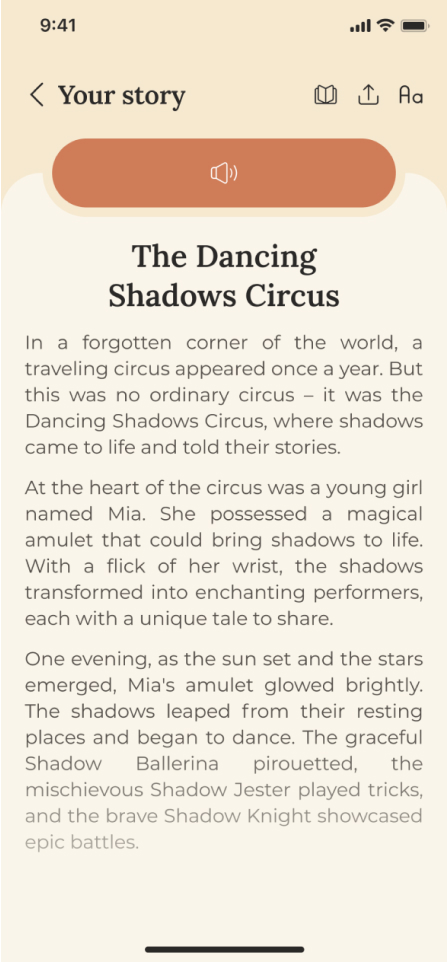 9:41
Your story
Aa
The Dancing
Shadows Circus
In a forgotten corner of the world, a
traveling circus appeared once a year. But
this was no ordinary circus – it was the
Dancing Shadows Circus, where shadows
came to life and told their stories.
At the heart of the circus was a young girl
named Mia. She possessed a magical
amulet that could bring shadows to life.
With a flick of her wrist, the shadows
transformed into enchanting performers,
each with a unique tale to share.
One evening, as the sun set and the stars
emerged, Mia's amulet glowed brightly.
The shadows leaped from their resting
places and began to dance. The graceful
Shadow Ballerina pirouetted, the
mischievous Shadow Jester played tricks,
and the brave Shadow Knight showcased
epic battles.